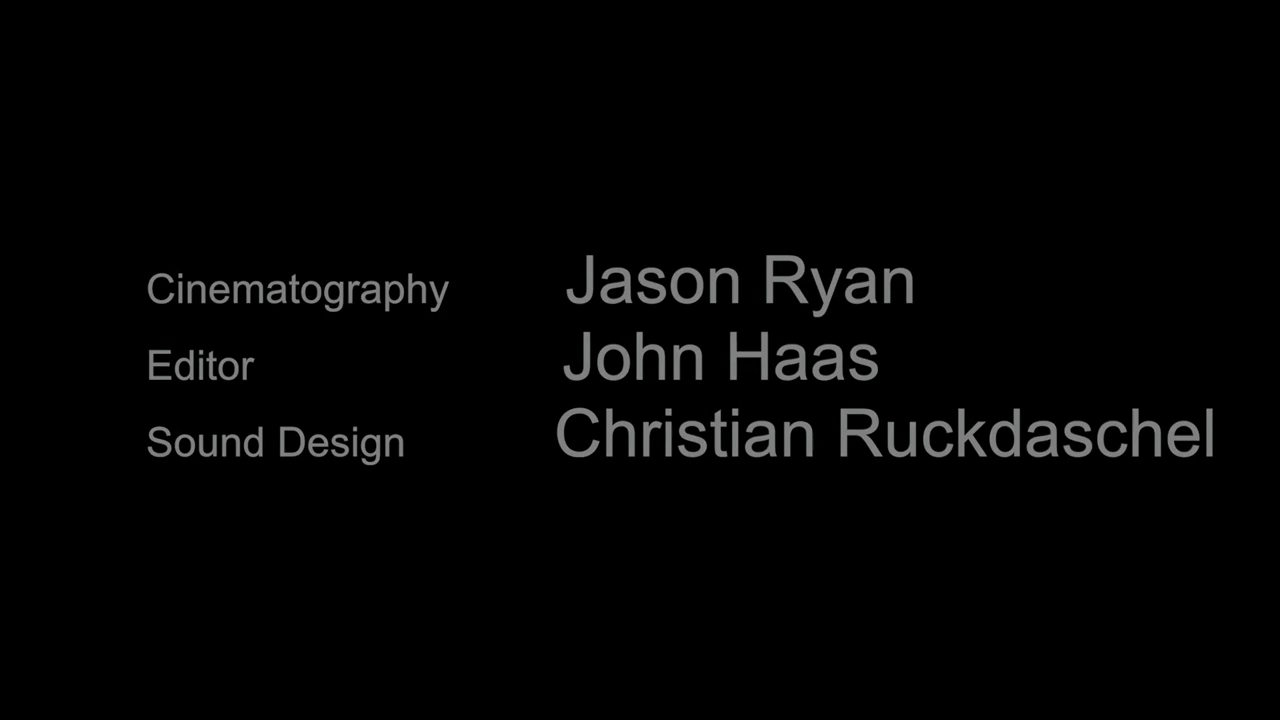 Cinematography Jason Ryan
Editor John Haas
Sound Design Christian Ruckdaschel